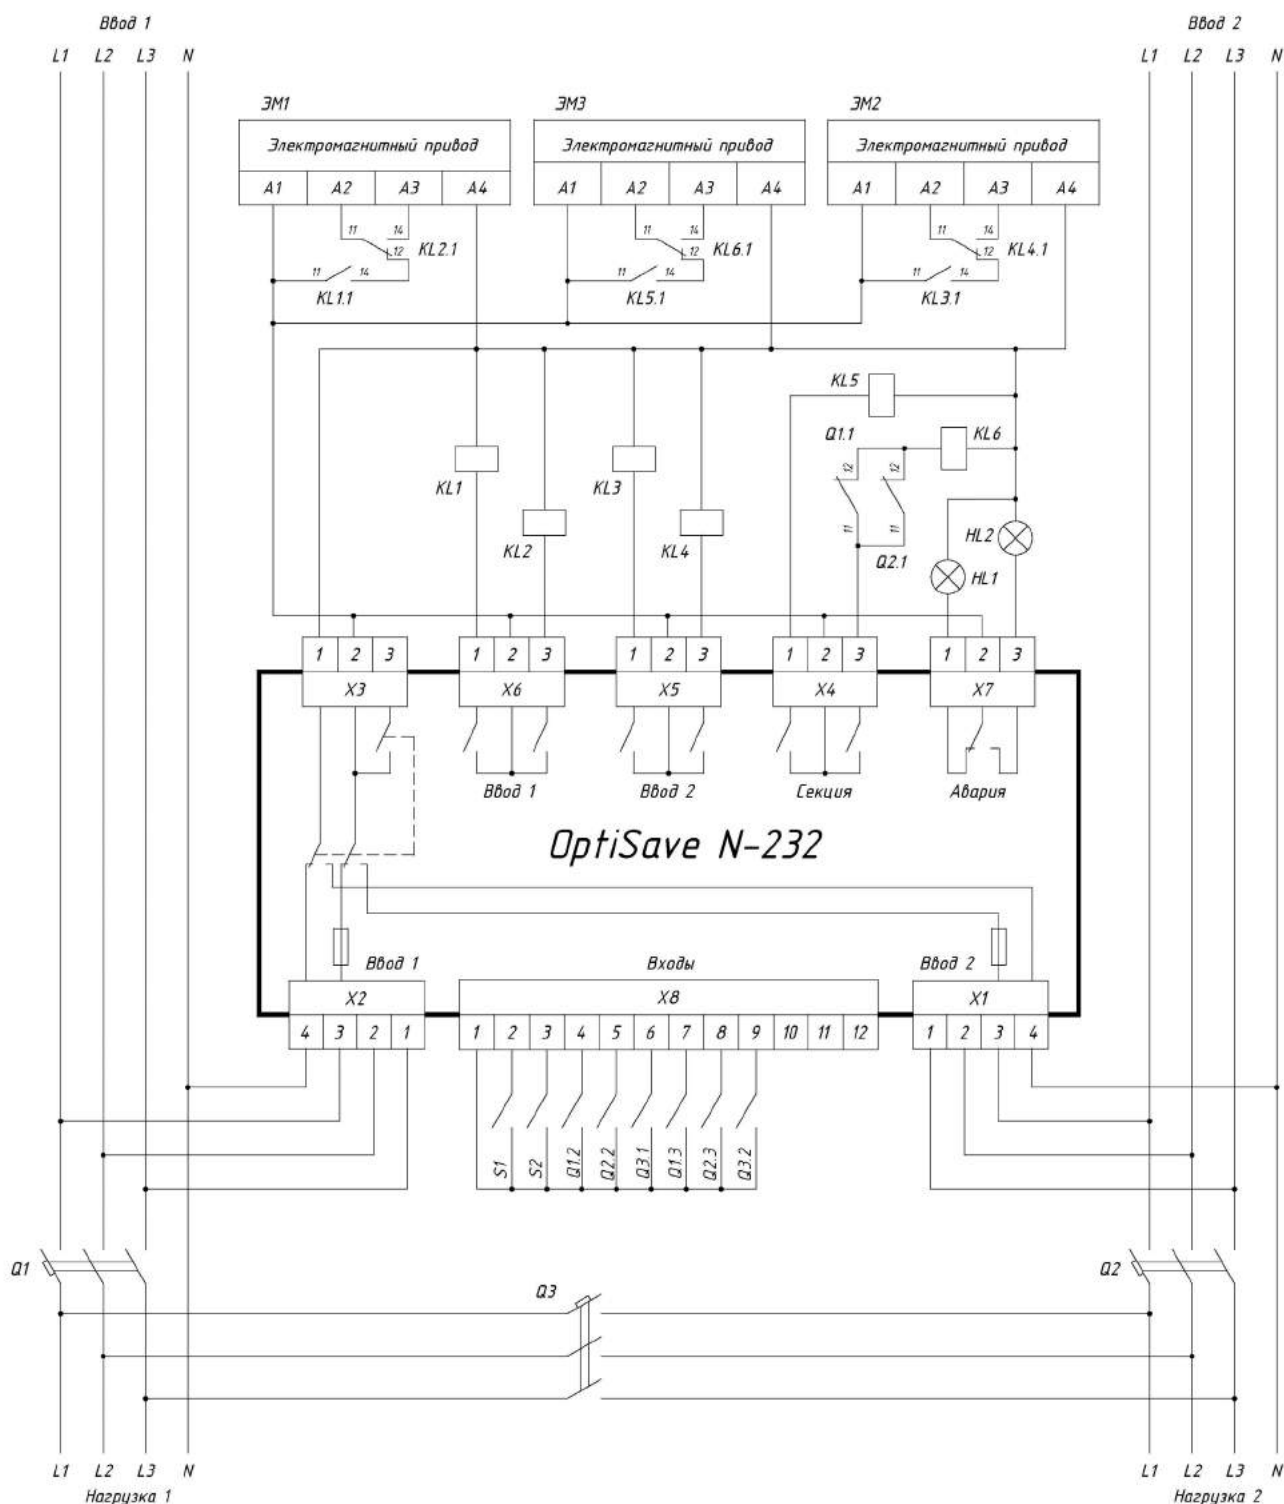 Ввод 1 Ввод 2
L1 L2 L3 N L1 L2 L3 N
ЭМ1 ЭМ3 ЭМ2
Электромагнитный привод Электромагнитный привод Электромагнитный привод
A1 A2 A3 A4 A1 A2 A3 A4 A1 A2 A3 A4
11 14 11 14 11 14
12 KL2.1 12 KL6.1 12 KL4.1
11 14 11 14 11 14
KL1.1 KL5.1 KL3.1
KL5
Q1.1 KL6
12 12
KL1 KL3
11 11
KL2 KL4 Q2.1 HL2
HL1
1 2 3 1 2 3 1 2 3 1 2 3 1 2 3
X3 X6 X5 X4 X7
Ввод 1 Ввод 2 Секция Авария
OptiSave N-232
Ввод 1 Входы Ввод 2
X2 X8 X1
4 3 2 1 1 2 3 4 5 6 7 8 9 10 11 12 1 2 3 4
S1 S2 Q1.2 Q2.2 Q3.1 Q1.3 Q2.3 Q3.2
Q1 Q2
Q3
L1 L2 L3 N L1 L2 L3 N
Нагрузка 1 Нагрузка 2